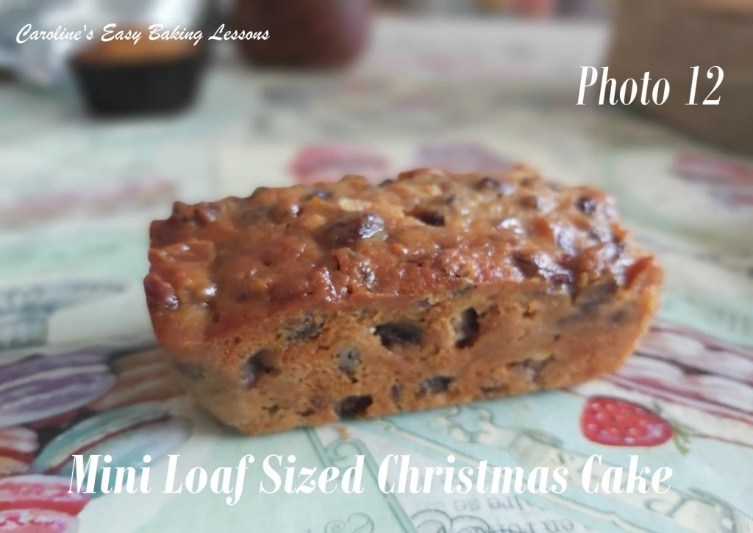 Caroline's Easy Baking Lessons
Photo 12
Mini Loaf Sized Christmas Cake